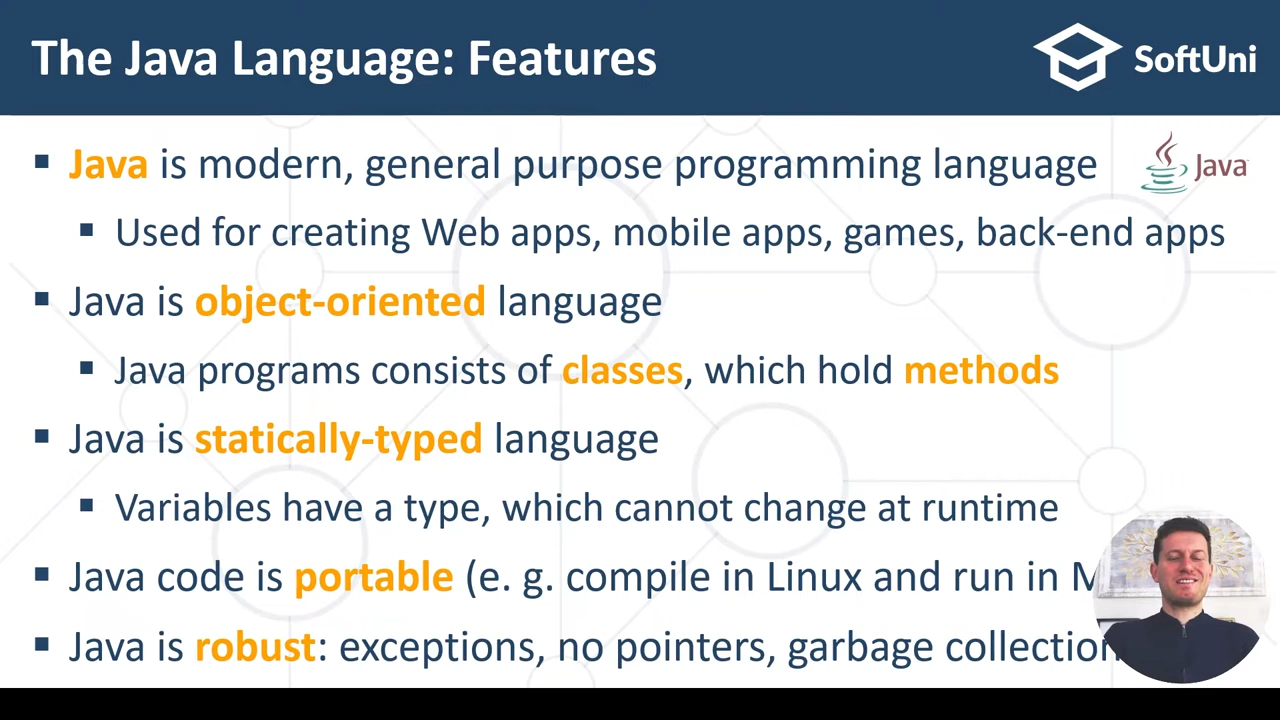 The Java Language: Features
SoftUni
Java is modern, general purpose programming language
Java
Used for creating Web apps, mobile apps, games, back-end apps
Java is object-oriented language
Java programs consists of classes, which hold methods
Java is statically-typed language
Variables have a type, which cannot change at runtime
Java code is portable (e. g. compile in Linux and run in
Java is robust: exceptions, no pointers, garbage collection